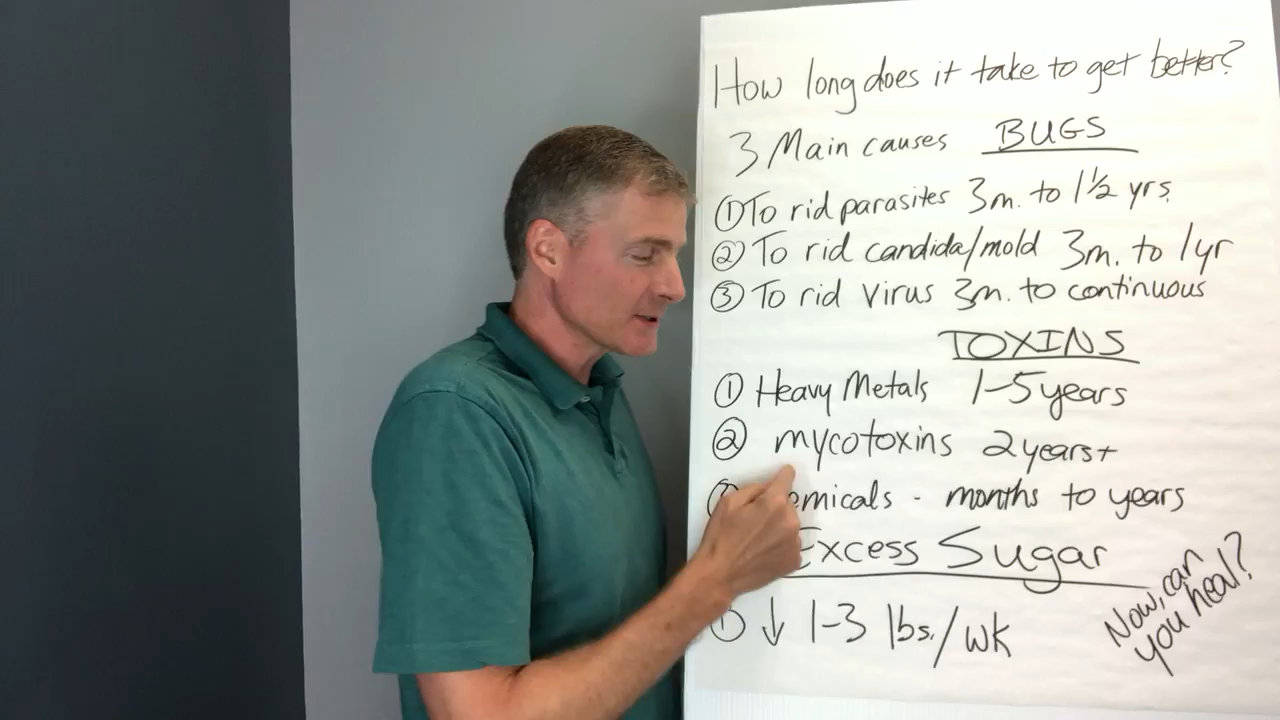 How long does it take to get better?
3 Main causes BUGS
① To rid parasites 3m. to 1 1/2 yrs.
② To rid candida/mold 3m. to 1yr
③ To rid virus 3m. to continuous
TOXINS
① Heavy Metals 1-5 years
② mycotoxins 2 years+
emicals - months to years
Excess Sugar
① ↓ 1-3 lbs./wk
Now, can
you heal?